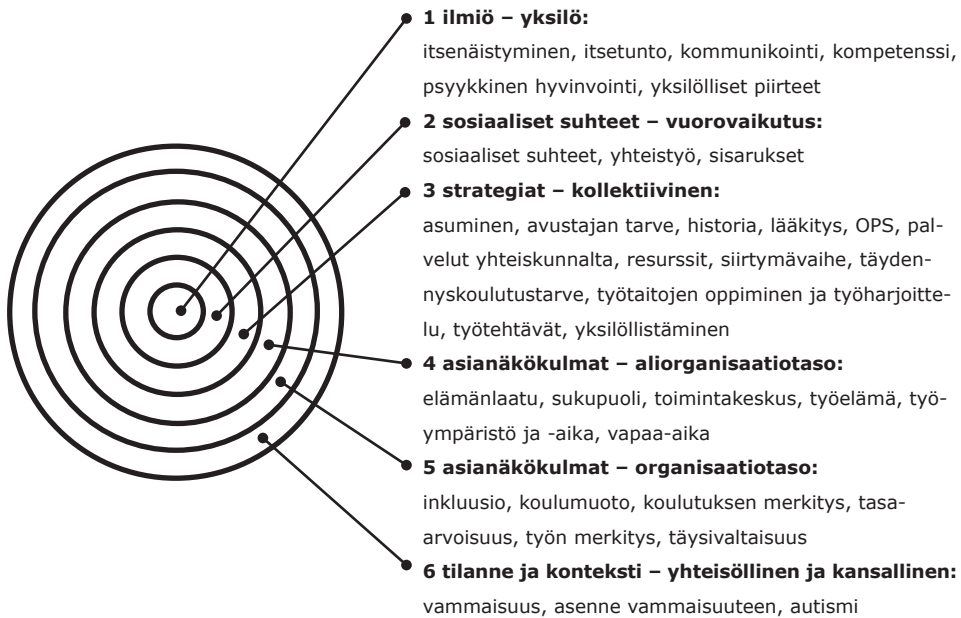 1 ilmiö – yksilö:
itsenäistyminen, itsetunto, kommunikointi, kompetenssi,
psyykkinen hyvinvointi, yksilölliset piirteet
2 sosiaaliset suhteet – vuorovaikutus:
sosiaaliset suhteet, yhteistyö, sisarukset
3 strategiat – kollektiivinen:
asuminen, avustajan tarve, historia, lääkitys, OPS, pal-
velut yhteiskunnalta, resurssit, siirtymävaihe, täyden-
nyskoulutustarve, työtaitojen oppiminen ja työharjoitte-
lu, työtehtävät, yksilöllistäminen
4 asianäkökulmat – aliorganisaatiotaso:
elämänlaatu, sukupuoli, toimintakeskus, työelämä, työ-
ympäristö ja -aika, vapaa-aika
5 asianäkökulmat – organisaatiotaso:
inkluusio, koulumuoto, koulutuksen merkitys, tasa-
arvoisuus, työn merkitys, täysivaltaisuus
6 tilanne ja konteksti – yhteisöllinen ja kansallinen:
vammaisuus, asenne vammaisuuteen, autismi